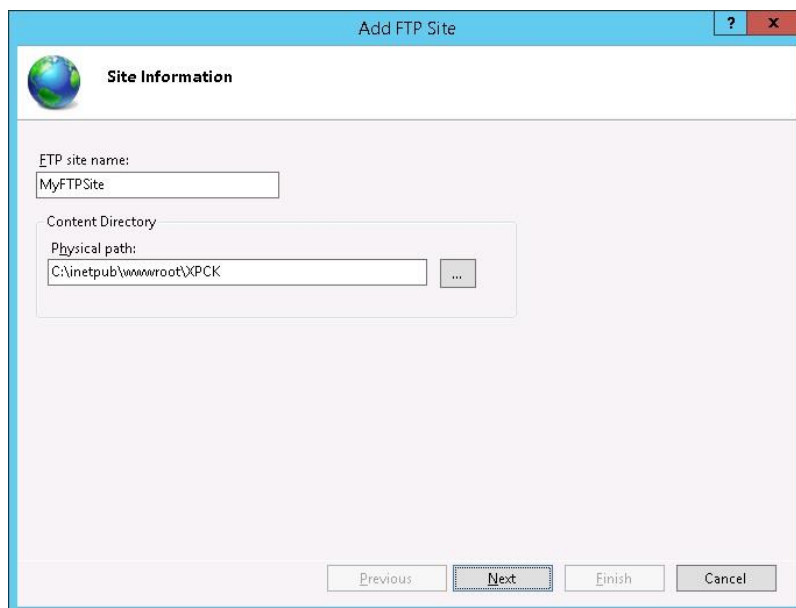 Add FTP Site
?
x
Site Information
FTP site name:
MyFTPSite
Content Directory
Physical path:
C:\inetpub\wwwroot\XPCK
...
Previous
Next
Finish
Cancel